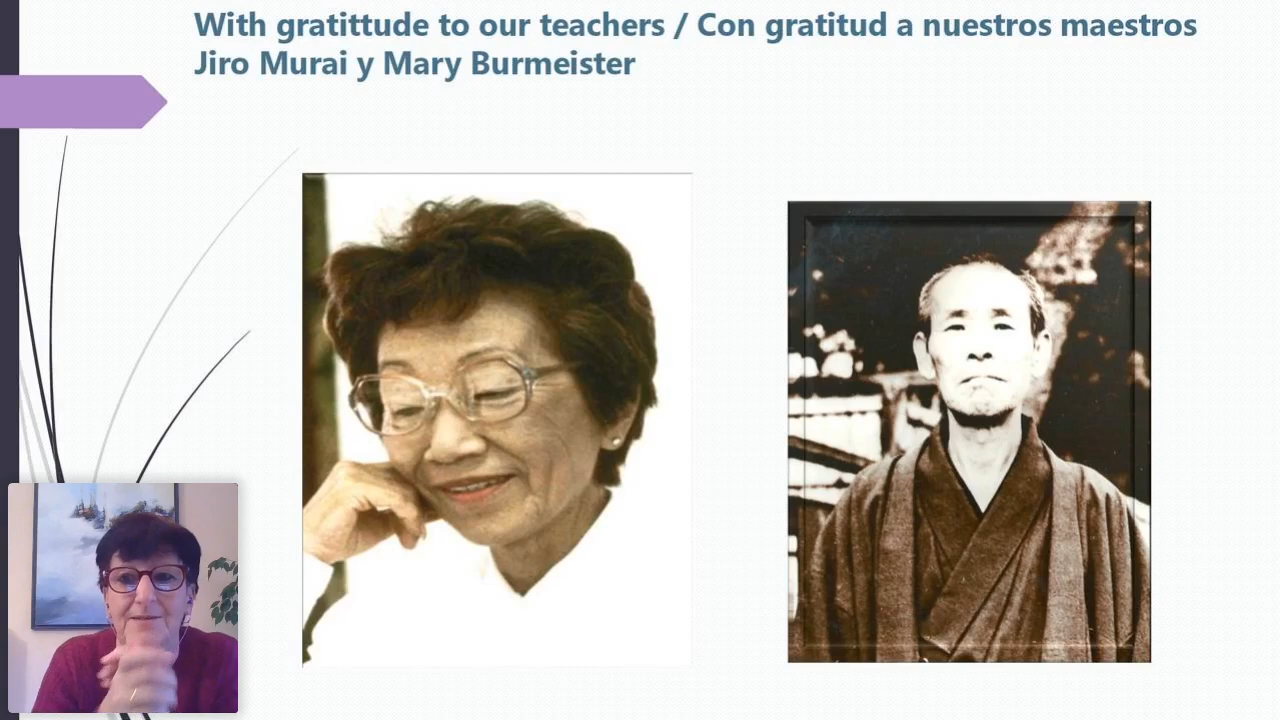 With gratittude to our teachers / Con gratitud a nuestros maestros
Jiro Murai y Mary Burmeister